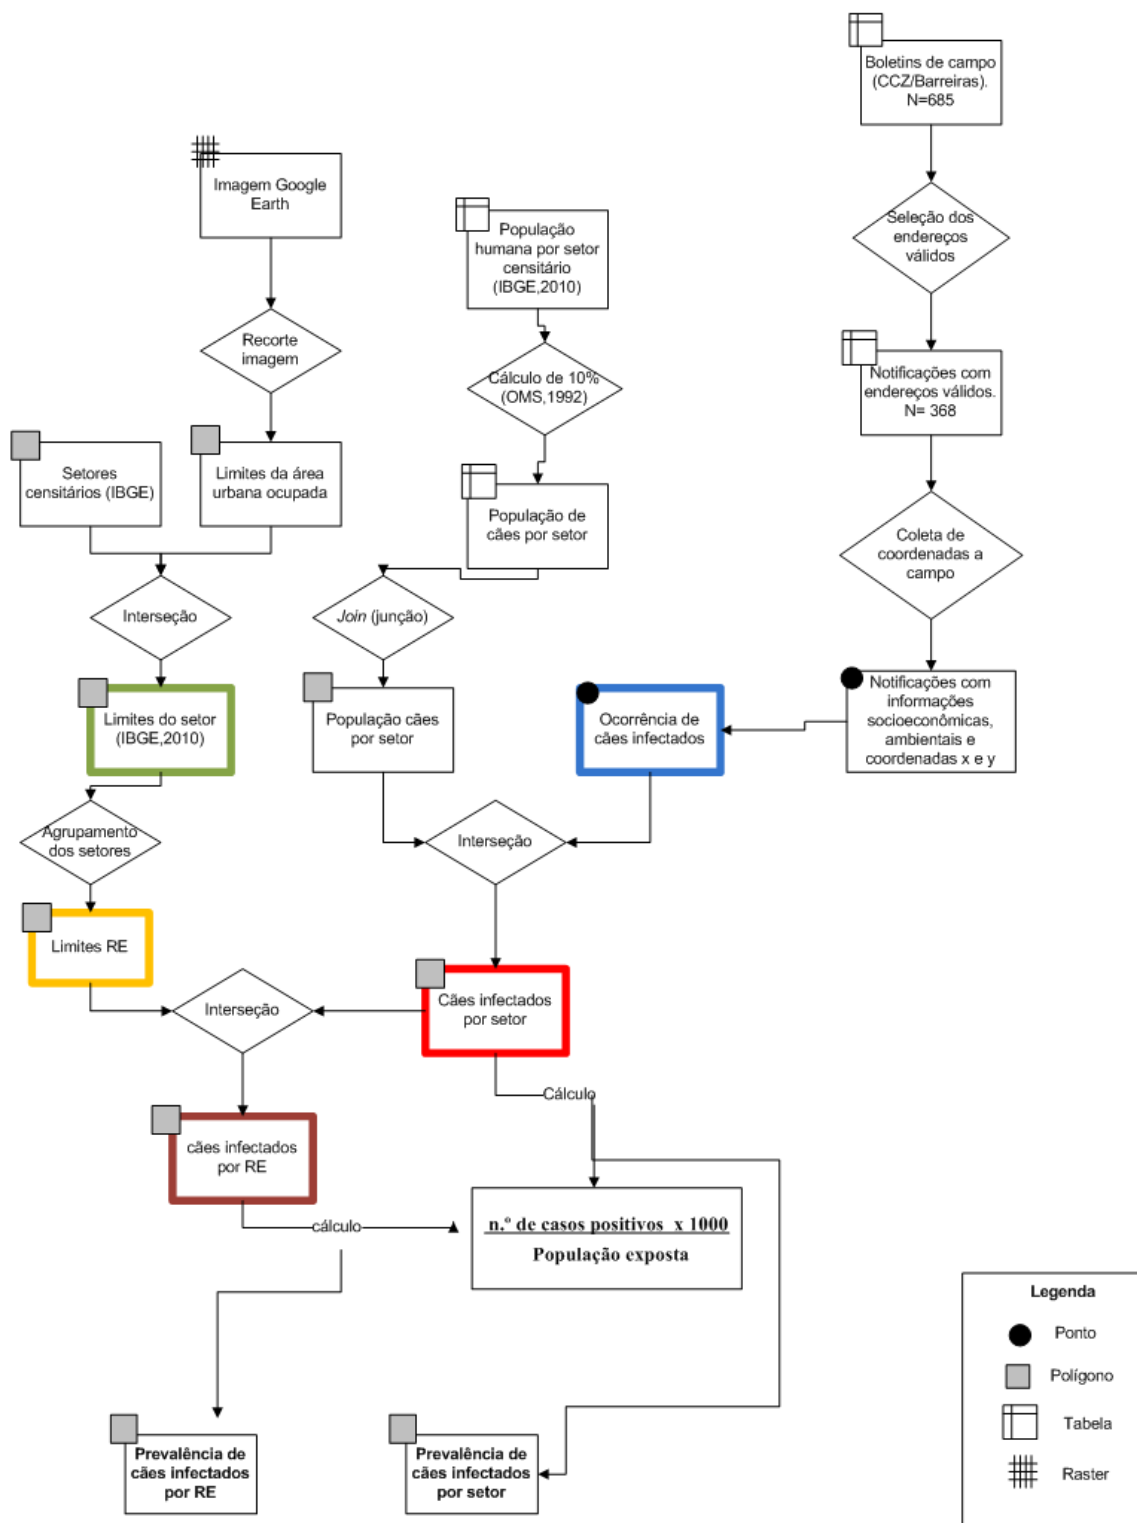 Boletins de campo
(CCZ/Barreiras).
N=685
Imagem Google
Earth
População
humana por setor
censitário
(IBGE,2010)
Seleção dos
endereços
válidos
Recorte
imagem
Cálculo de 10%
(OMS,1992)
Notificações com
endereços válidos.
N= 368
Setores
censitários (IBGE)
Limites da área
urbana ocupada
População de
cães por setor
Coleta de
coordenadas a
campo
Interseção
Join (junção)
Limites do setor
(IBGE,2010)
População cães
por setor
Ocorrência de
cães infectados
Notificações com
informações
socioeconômicas,
ambientais e
coordenadas x e y
Agrupamento
dos setores
Interseção
Limites RE
Interseção
Cães infectados
por setor
Cálculo
cães infectados
por RE
cálculo
n.º de casos positivos x 1000
População exposta
Prevalência de
cães infectados
por RE
Prevalência de
cães infectados
por setor
Legenda
Ponto
Polígono
Tabela
Raster